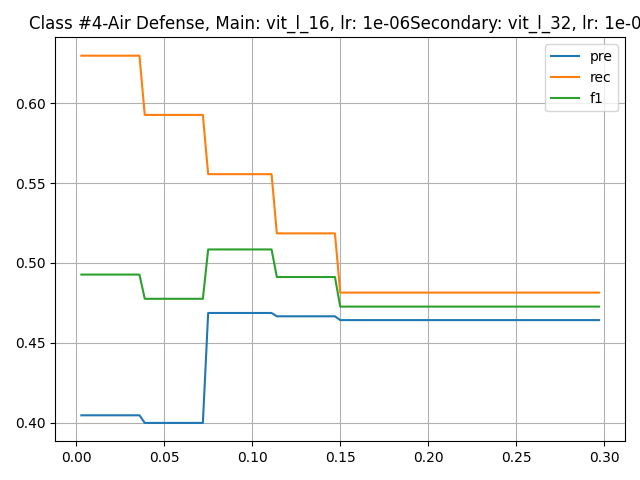 Class #4-Air Defense, Main: vit_l_16, lr: 1e-06Secondary: vit_l_32, lr: 1e-0
pre
rec
f1
0.60
0.55
0.50
0.45
0.40
0.00 0.05 0.10 0.15 0.20 0.25 0.30